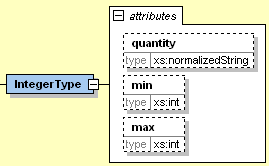 attributes
quantity
type xs:normalizedString
IntegerType
min
type xs:int
max
type xs:int